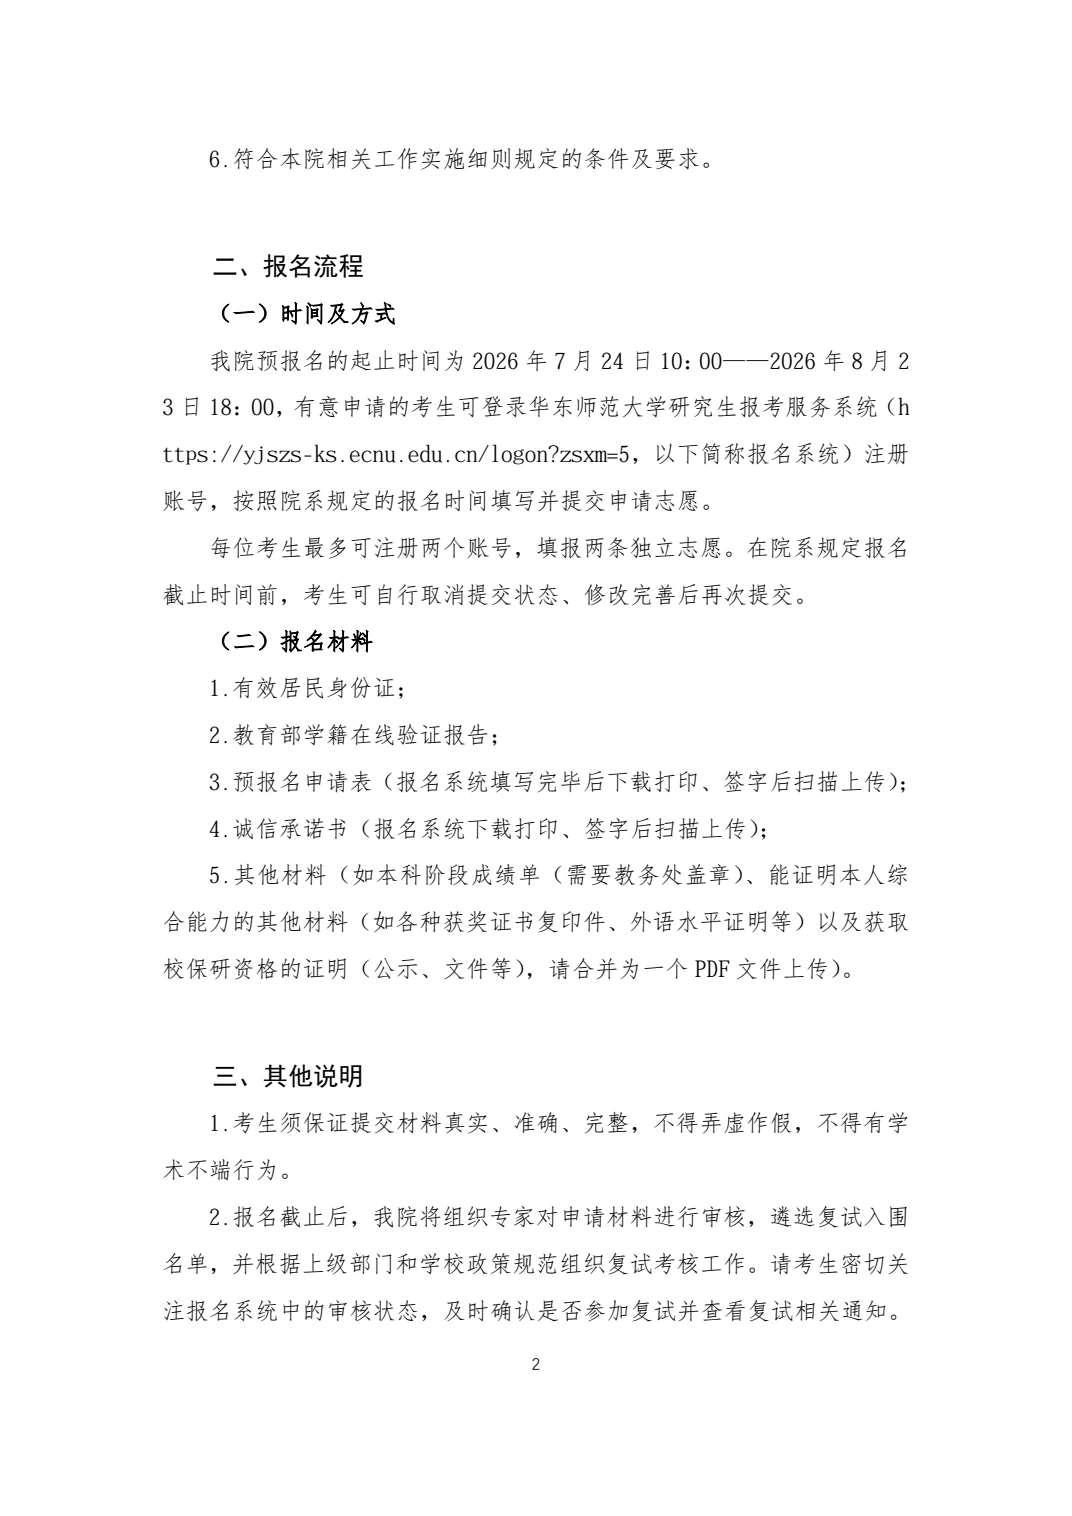 6.符合本院相关工作实施细则规定的条件及要求。
二、报名流程
（一）时间及方式
我院预报名的起止时间为 2026 年 7 月 24 日 10：00——2026 年 8 月 2
3 日 18：00，有意申请的考生可登录华东师范大学研究生报考服务系统（h
ttps://yjszs-ks.ecnu.edu.cn/logon?zsxm=5，以下简称报名系统）注册
账号，按照院系规定的报名时间填写并提交申请志愿。
每位考生最多可注册两个账号，填报两条独立志愿。在院系规定报名
截止时间前，考生可自行取消提交状态、修改完善后再次提交。
（二）报名材料
1.有效居民身份证；
2.教育部学籍在线验证报告；
3.预报名申请表（报名系统填写完毕后下载打印、签字后扫描上传）；
4.诚信承诺书（报名系统下载打印、签字后扫描上传）；
5.其他材料（如本科阶段成绩单（需要教务处盖章）、能证明本人综
合能力的其他材料（如各种获奖证书复印件、外语水平证明等）以及获取
校保研资格的证明（公示、文件等），请合并为一个 PDF 文件上传）。
三、其他说明
1.考生须保证提交材料真实、准确、完整，不得弄虚作假，不得有学
术不端行为。
2.报名截止后，我院将组织专家对申请材料进行审核，遴选复试入围
名单，并根据上级部门和学校政策规范组织复试考核工作。请考生密切关
注报名系统中的审核状态，及时确认是否参加复试并查看复试相关通知。
2